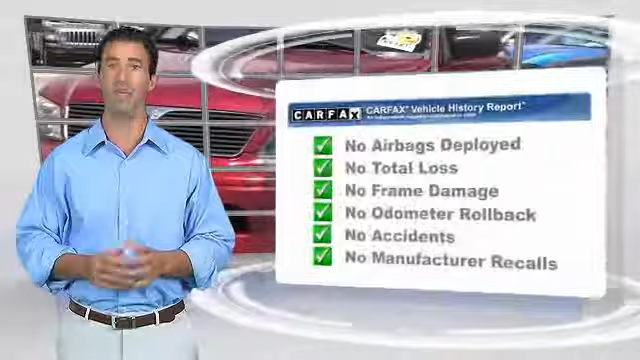 CARFAX CARFAX Vehicle History Report
No Airbags Deployed
No Total Loss
No Frame Damage
No Odometer Rollback
No Accidents
No Manufacturer Recalls